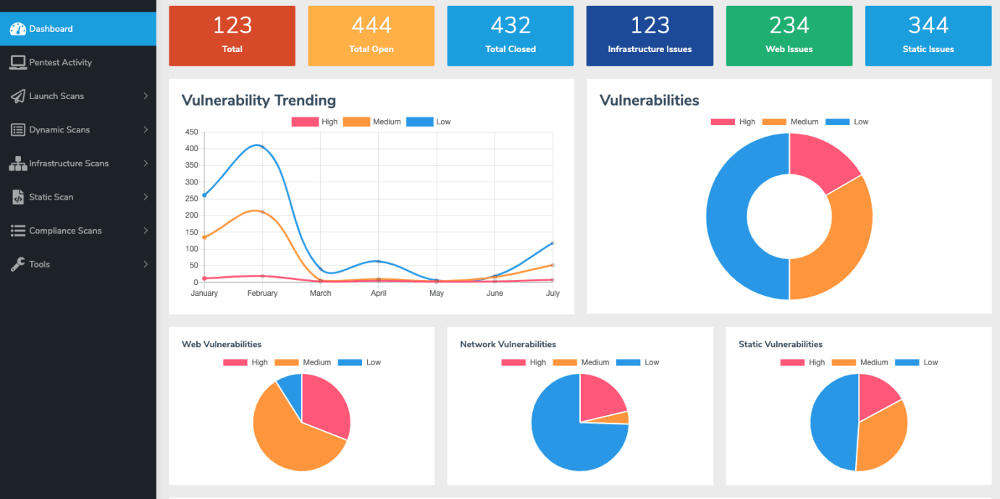 Dashboard
Pentest Activity
Launch Scans
Dynamic Scans
Infrastructure Scans
Static Scan
Compliance Scans
Tools
123
Total
444
Total Open
432
Total Closed
123
Infrastructure Issues
234
Web Issues
344
Static Issues
Vulnerability Trending
High Medium Low
450
400
350
300
250
200
150
100
50
0
January February March April May June July
Vulnerabilities
High Medium Low
Web Vulnerabilities
High Medium Low
Network Vulnerabilities
High Medium Low
Static Vulnerabilities
High Medium Low